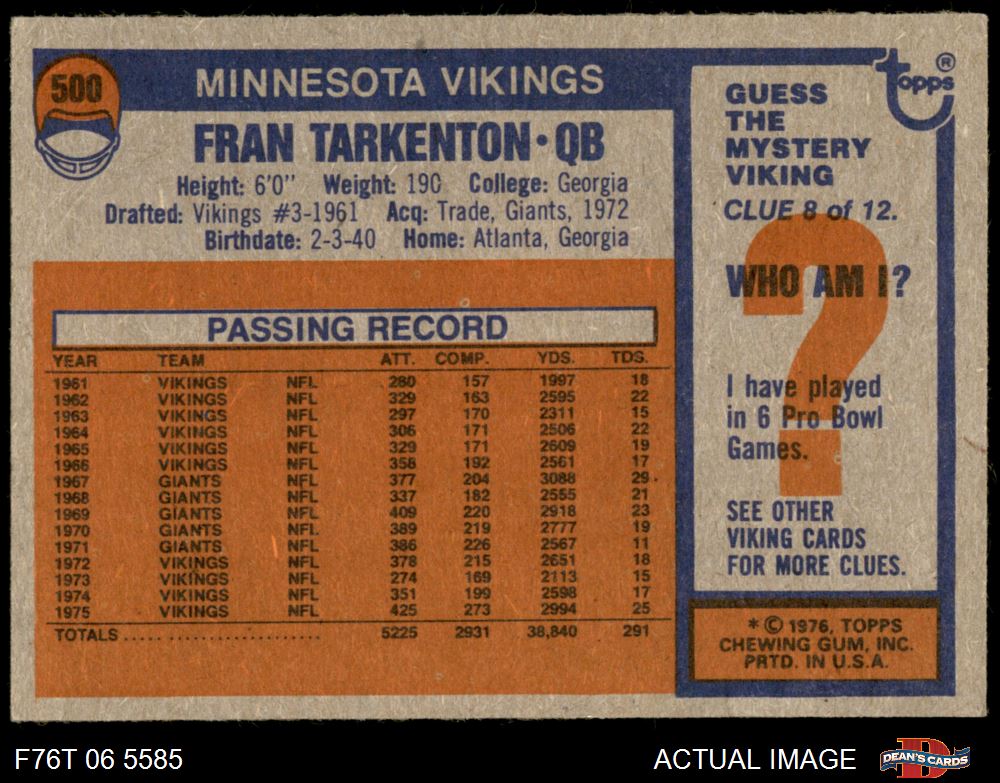 500
MINNESOTA VIKINGS
FRAN TARKENTON • QB
Height: 6'0" Weight: 190 College: Georgia
Drafted: Vikings #3-1961 Acq: Trade, Giants, 1972
Birthdate: 2-3-40 Home: Atlanta, Georgia
PASSING RECORD
YEAR TEAM ATT. COMP. YDS. TDS.
1961 VIKINGS NFL 280 157 1997 18
1962 VIKINGS NFL 329 163 2595 22
1963 VIKINGS NFL 297 170 2311 15
1964 VIKINGS NFL 306 171 2506 22
1965 VIKINGS NFL 329 171 2609 19
1966 VIKINGS NFL 358 192 2561 17
1967 GIANTS NFL 377 204 3088 29
1968 GIANTS NFL 337 182 2555 21
1969 GIANTS NFL 409 220 2918 23
1970 GIANTS NFL 389 219 2777 19
1971 GIANTS NFL 386 226 2567 11
1972 VIKINGS NFL 378 215 2651 18
1973 VIKINGS NFL 274 169 2113 15
1974 VIKINGS NFL 351 199 2598 17
1975 VIKINGS NFL 425 273 2994 25
TOTALS ..... ..................... 5225 2931 38,840 291
topps ®
GUESS
THE
MYSTERY
VIKING
CLUE 8 of 12.
WHO AM I?
?
I have played
in 6 Pro Bowl
Games.
SEE OTHER
VIKING CARDS
FOR MORE CLUES.
* © 1976, TOPPS
CHEWING GUM, INC.
PRTD. IN U.S.A.
F76T 06 5585
ACTUAL IMAGE
D
DEAN'S CARDS